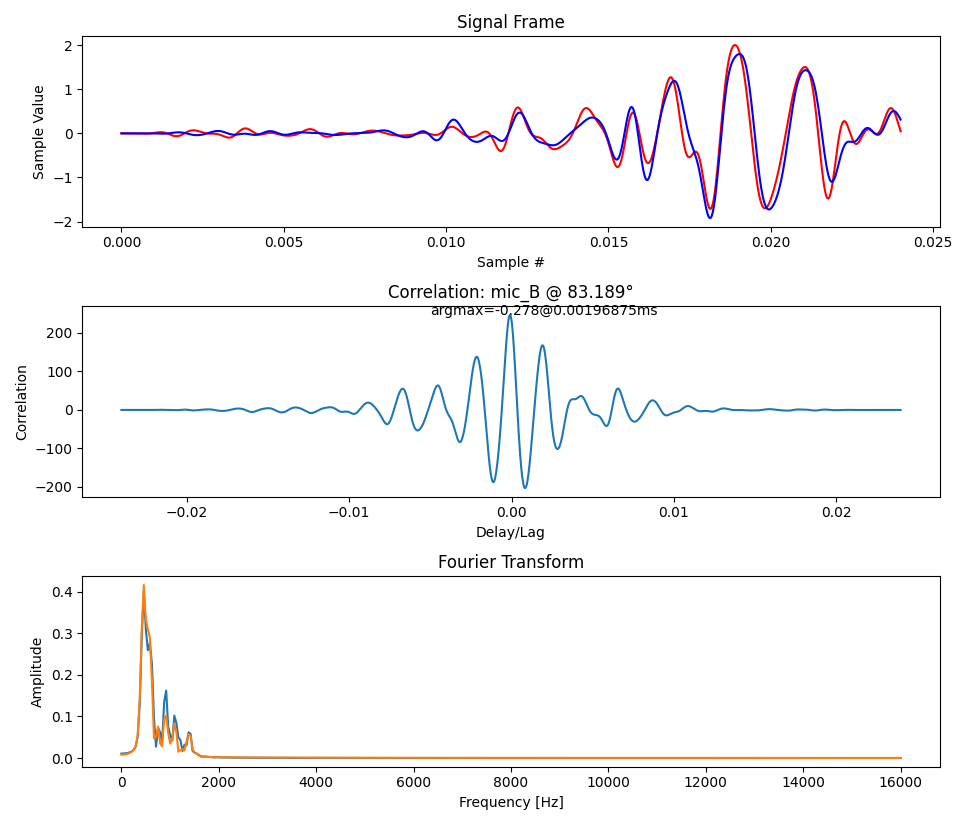 Signal Frame
2
1
0
−1
−2
Sample Value
0.000 0.005 0.010 0.015 0.020 0.025
Sample #
Correlation: mic_B @ 83.189°
argmax=-0.278@0.00196875ms
200
100
0
−100
−200
Correlation
−0.02 −0.01 0.00 0.01 0.02
Delay/Lag
Fourier Transform
0.4
0.3
0.2
0.1
0.0
Amplitude
0 2000 4000 6000 8000 10000 12000 14000 16000
Frequency [Hz]